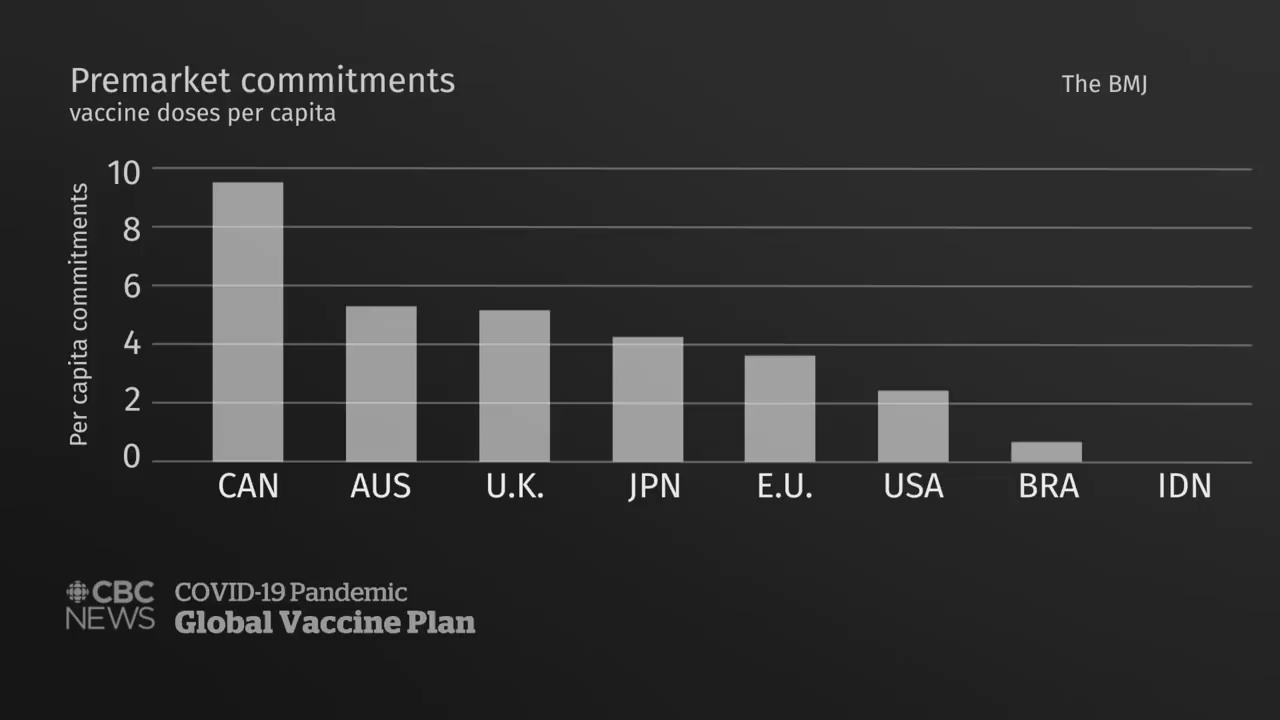 Premarket commitments
vaccine doses per capita
The BMJ
Per capita commitments
10
8
6
4
2
0
CAN AUS U.K. JPN E.U. USA BRA IDN
CBC
NEWS
COVID-19 Pandemic
Global Vaccine Plan